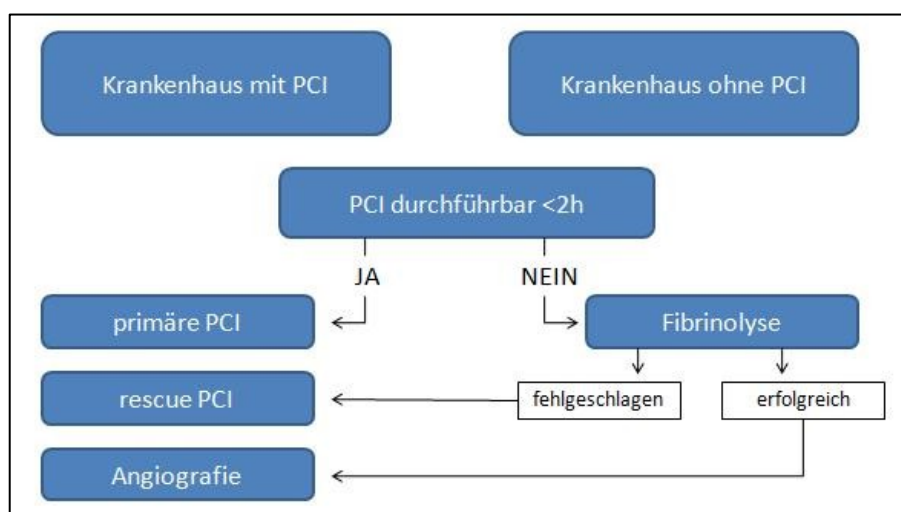 Krankenhaus mit PCI
Krankenhaus ohne PCI
PCI durchführbar <2h
JA
NEIN
primäre PCI
Fibrinolyse
rescue PCI
fehlgeschlagen
erfolgreich
Angiografie